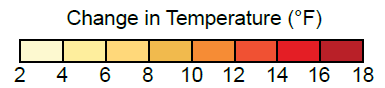 Change in Temperature (°F)
2 4 6 8 10 12 14 16 18